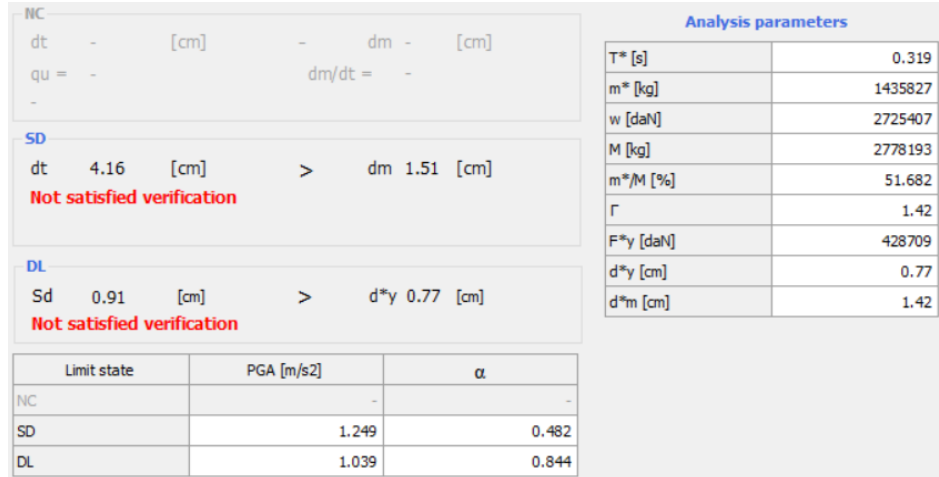 NC
dt - [cm] - dm - [cm]
qu = - dm/dt = -
-
SD
dt 4.16 [cm] > dm 1.51 [cm]
Not satisfied verification
DL
Sd 0.91 [cm] > d*y 0.77 [cm]
Not satisfied verification
Limit state PGA [m/s2] α
NC - -
SD 1.249 0.482
DL 1.039 0.844
Analysis parameters
T* [s] 0.319
m* [kg] 1435827
w [daN] 2725407
M [kg] 2778193
m*/M [%] 51.682
Γ 1.42
F*y [daN] 428709
d*y [cm] 0.77
d*m [cm] 1.42